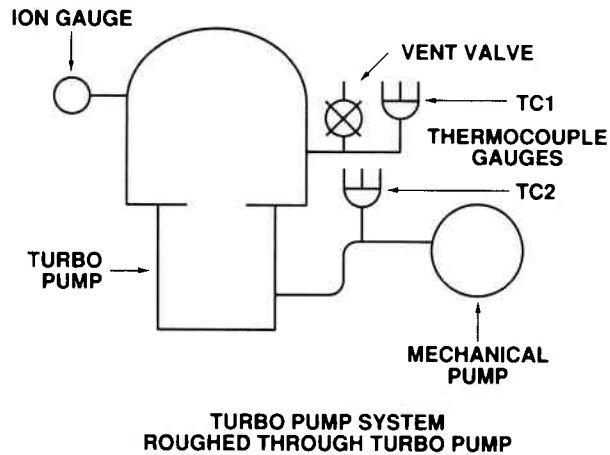 ION GAUGE
VENT VALVE
TC1
THERMOCOUPLE
GAUGES
TC2
TURBO
PUMP
MECHANICAL
PUMP
TURBO PUMP SYSTEM
ROUGHED THROUGH TURBO PUMP